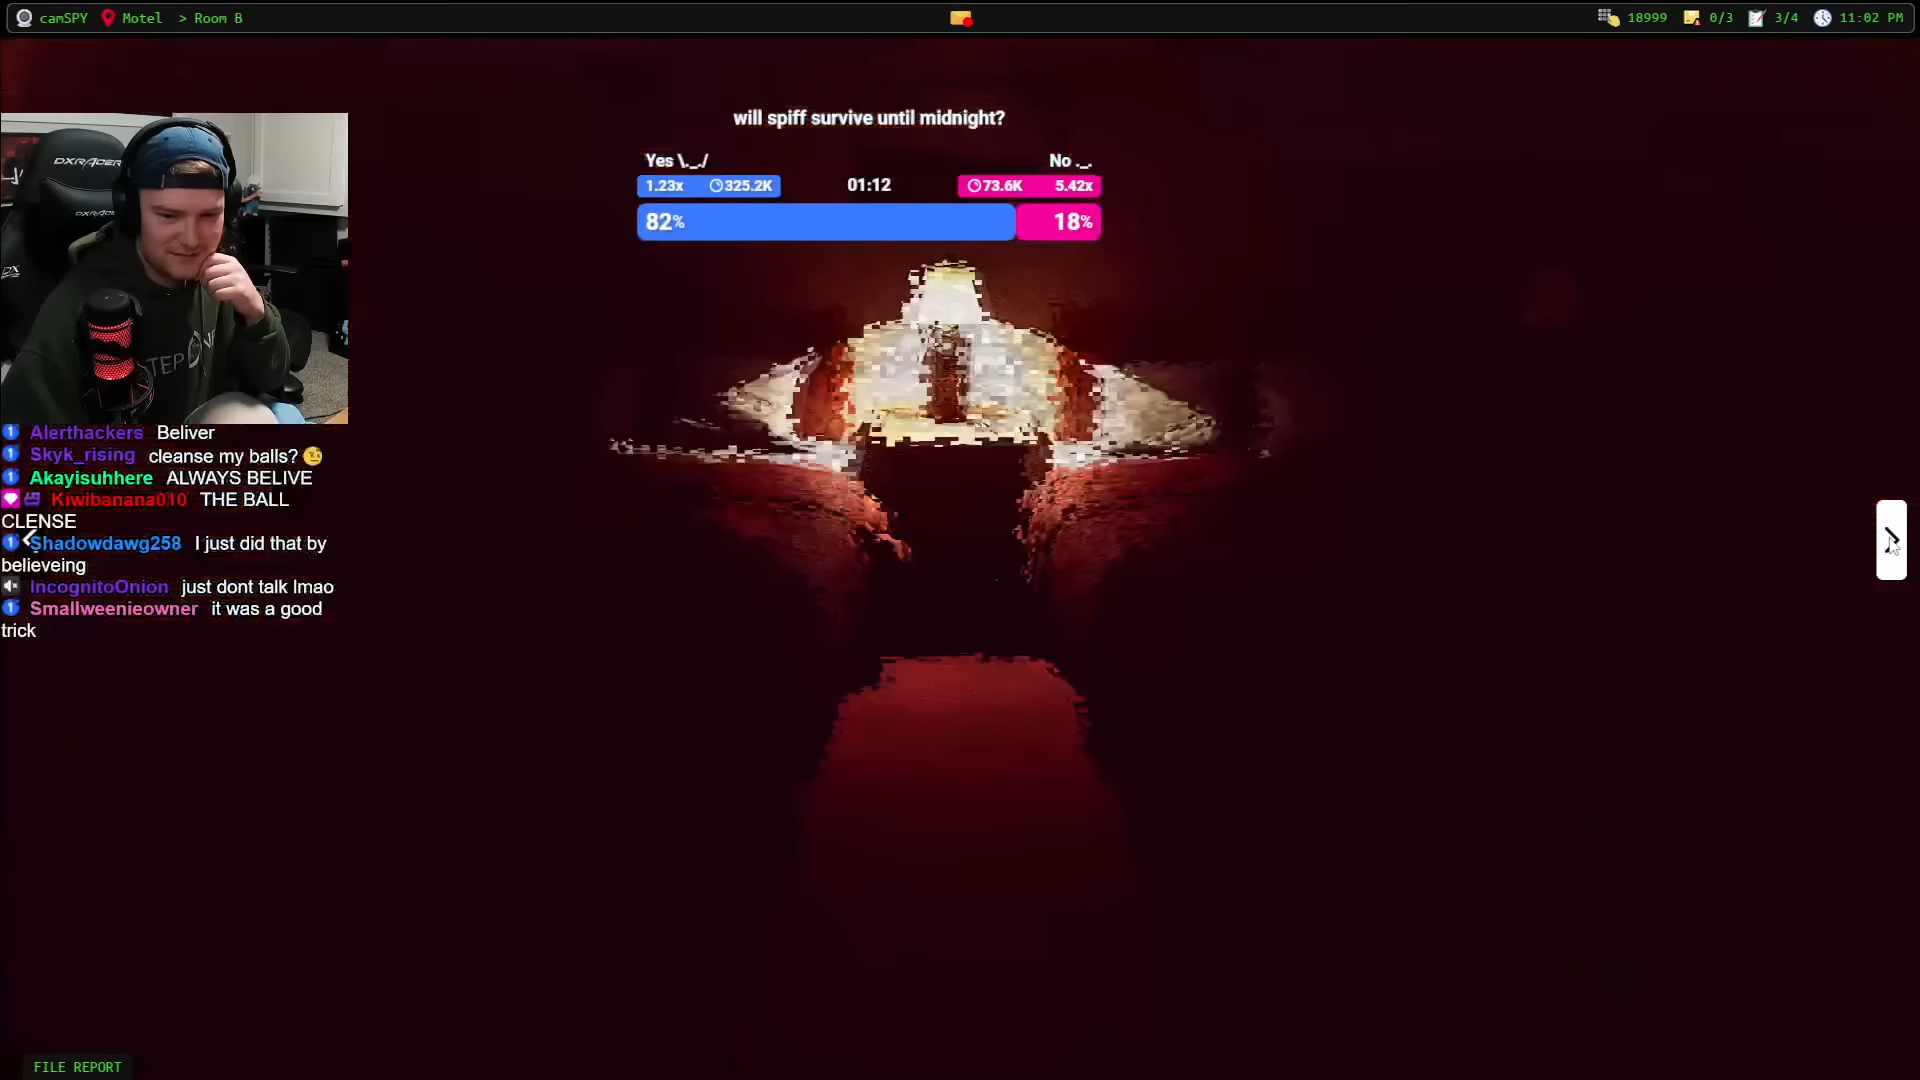 camSPY Motel > Room B
18999 0/3 3/4 11:02 PM
will spiff survive until midnight?
Yes \._./ No ._.
1.23x 325.2K 01:12 73.6K 5.42x
82% 18%
DXRACER
DX
Alerthackers Beliver
Skyk_rising cleanse my balls?
Akayisuhhere ALWAYS BELIVE
Kiwibanana010 THE BALL
CLENSE
Shadowdawg258 I just did that by
believeing
IncognitoOnion just dont talk lmao
Smallweenieowner it was a good
trick
FILE REPORT